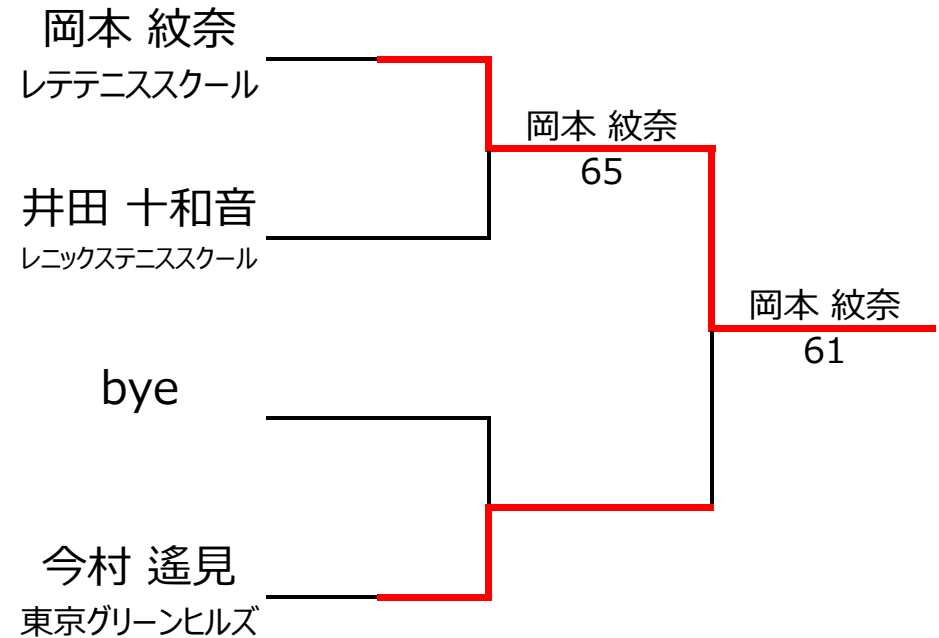 岡本 紋奈
レテテニススクール
岡本 紋奈
65
井田 十和音
レニックステニススクール
岡本 紋奈
61
bye
今村 遙見
東京グリーンヒルズ